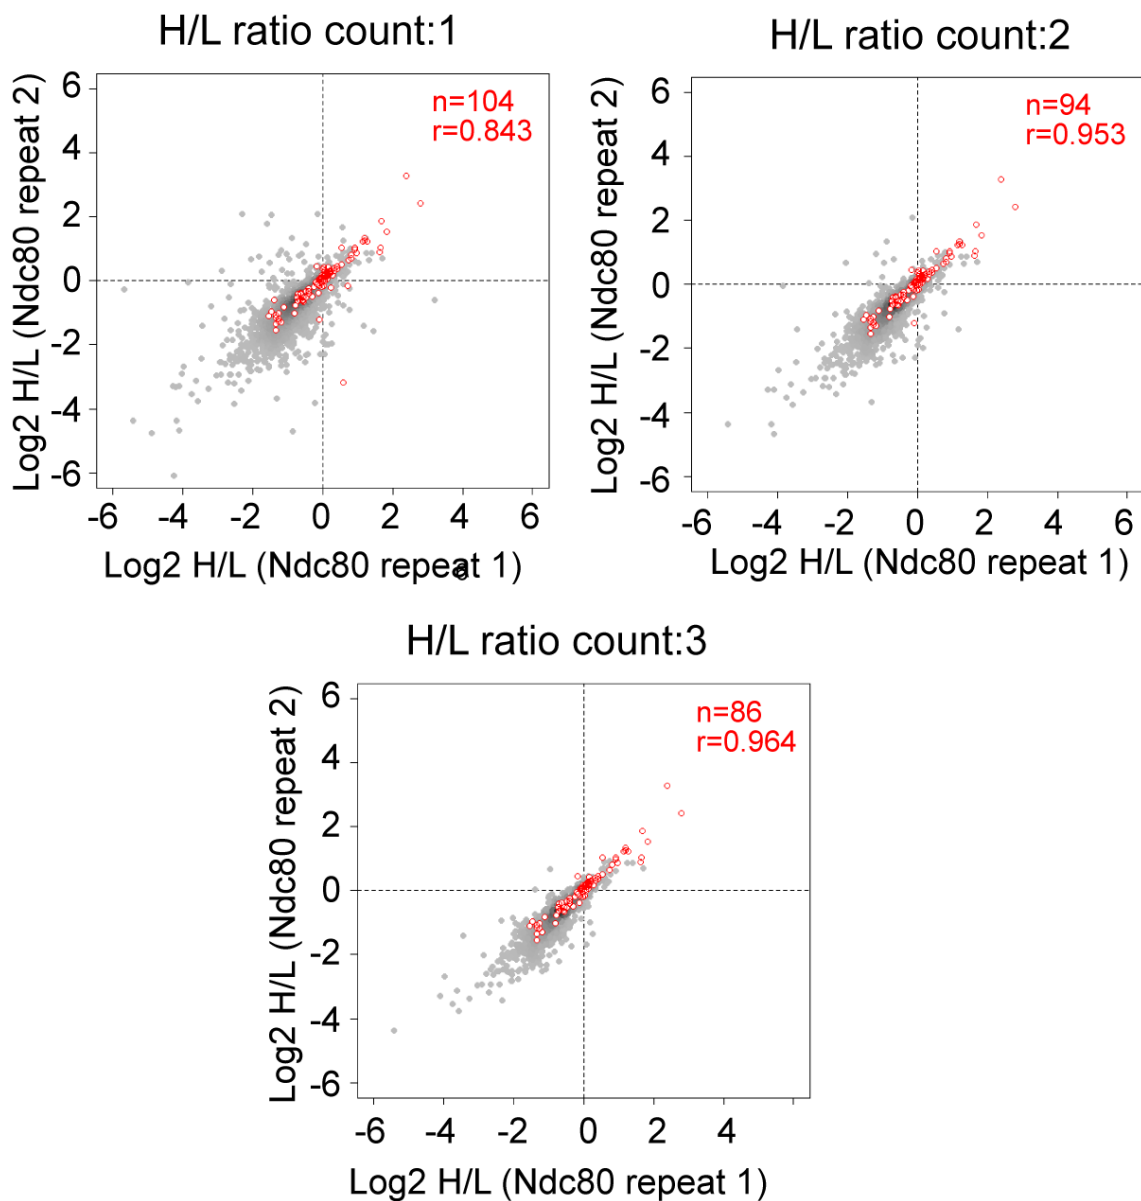 H/L ratio count:1
n=104
r=0.843
Log2 H/L (Ndc80 repeat 2)
6
4
2
0
-2
-4
-6
-6
-4
-2
0
2
4
6
Log2 H/L (Ndc80 repeat 1)
6
H/L ratio count:2
n=94
r=0.953
Log2 H/L (Ndc80 repeat 2)
6
4
2
0
-2
-4
-6
-6
-4
-2
0
2
4
6
Log2 H/L (Ndc80 repeat 1)
H/L ratio count:3
n=86
r=0.964
Log2 H/L (Ndc80 repeat 2)
6
4
2
0
-2
-4
-6
-6
-4
-2
0
2
4
Log2 H/L (Ndc80 repeat 1)